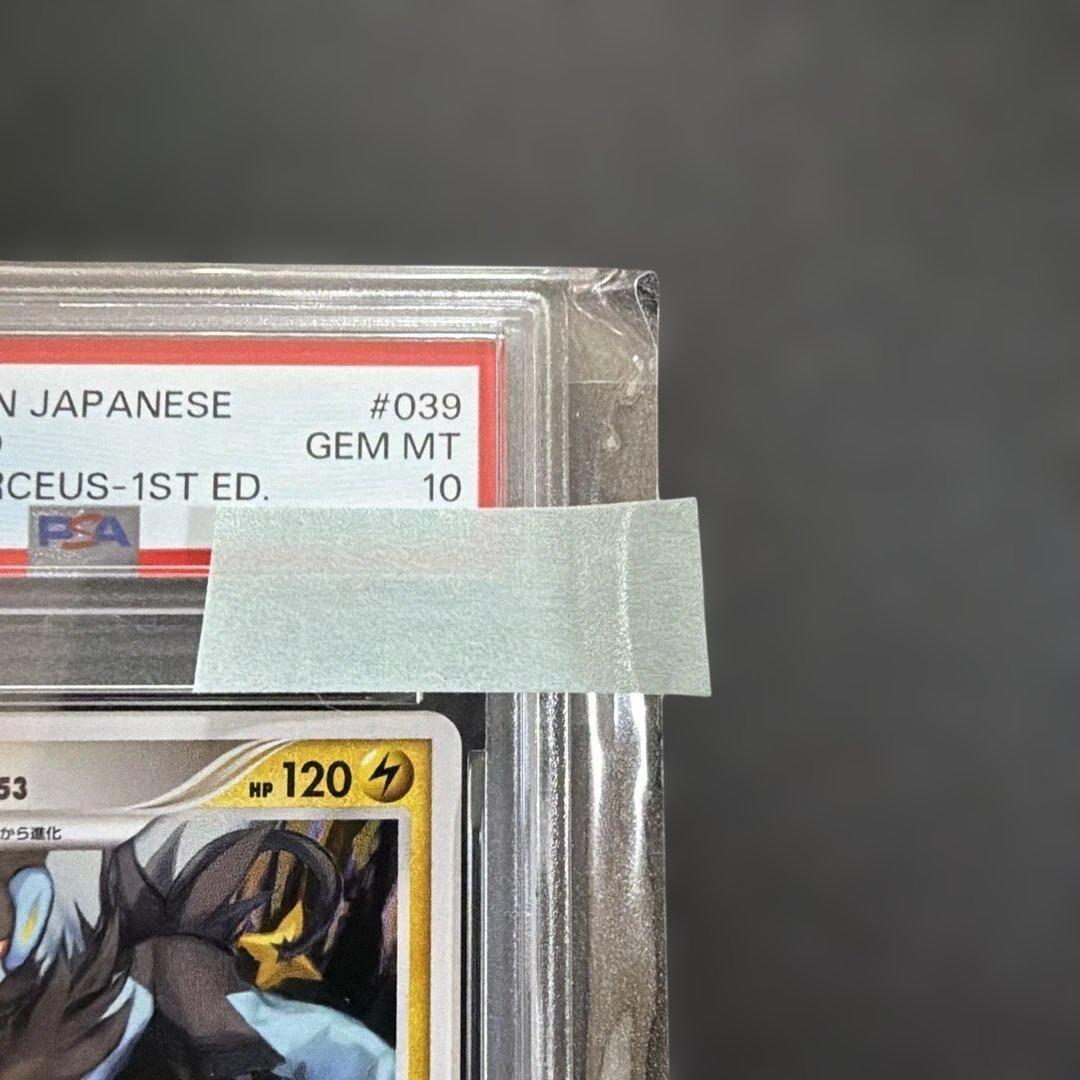 N JAPANESE #039
GEM MT
RCEUS-1ST ED. 10
PSA
53 HP 120
から進化